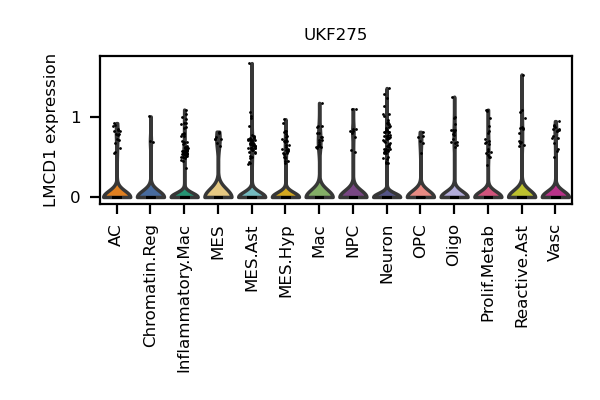 UKF275
LMCD1 expression
1
0
AC
Chromatin.Reg
Inflammatory.Mac
MES
MES.Ast
MES.Hyp
Mac
NPC
Neuron
OPC
Oligo
Prolif.Metab
Reactive.Ast
Vasc